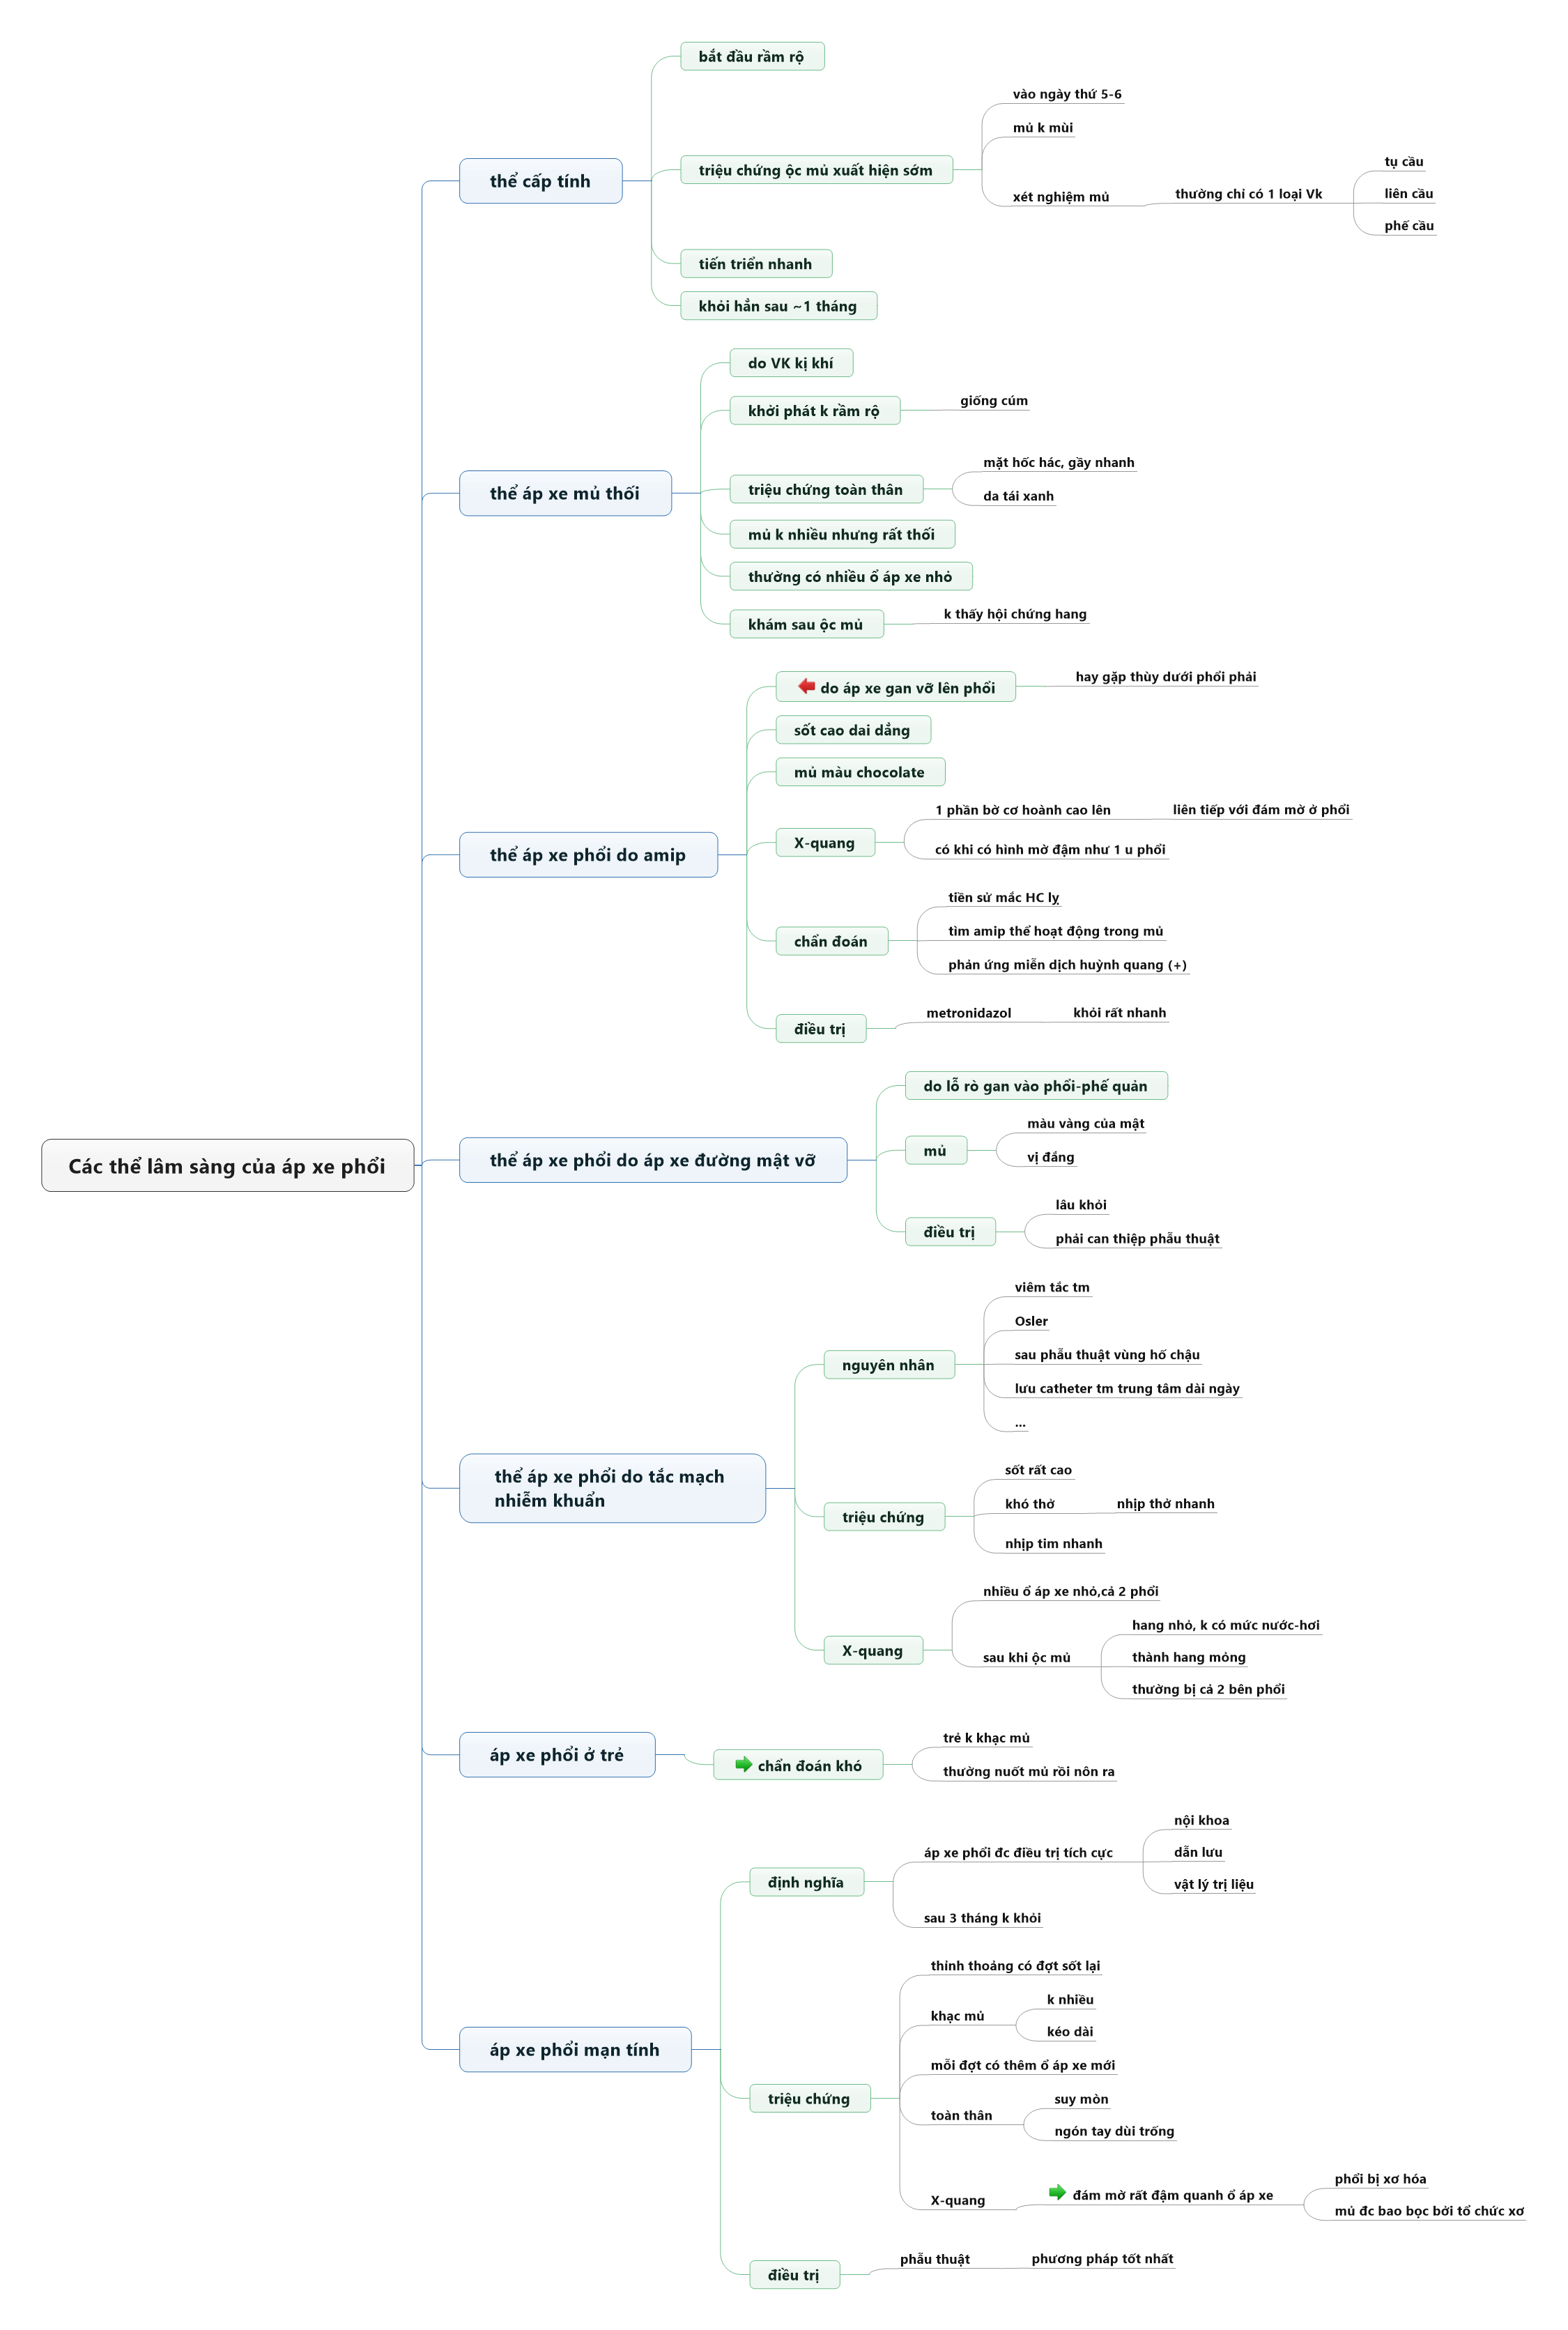 Các thể lâm sàng của áp xe phổi
thể cấp tính
bắt đầu rầm rộ
triệu chứng ộc mủ xuất hiện sớm
vào ngày thứ 5-6
mủ k mùi
xét nghiệm mủ
thường chỉ có 1 loại Vk
tụ cầu
liên cầu
phế cầu
tiến triển nhanh
khỏi hẳn sau ~1 tháng
thể áp xe mủ thối
do VK kị khí
khởi phát k rầm rộ
giống cúm
triệu chứng toàn thân
mặt hốc hác, gầy nhanh
da tái xanh
mủ k nhiều nhưng rất thối
thường có nhiều ổ áp xe nhỏ
khám sau ộc mủ
k thấy hội chứng hang
thể áp xe phổi do amip
do áp xe gan vỡ lên phổi
hay gặp thùy dưới phổi phải
sốt cao dai dẳng
mủ màu chocolate
X-quang
1 phần bờ cơ hoành cao lên
liên tiếp với đám mờ ở phổi
có khi có hình mờ đậm như 1 u phổi
chẩn đoán
tiền sử mắc HC lỵ
tìm amip thể hoạt động trong mủ
phản ứng miễn dịch huỳnh quang (+)
điều trị
metronidazol
khỏi rất nhanh
thể áp xe phổi do áp xe đường mật vỡ
do lỗ rò gan vào phổi-phế quản
mủ
màu vàng của mật
vị đắng
điều trị
lâu khỏi
phải can thiệp phẫu thuật
thể áp xe phổi do tắc mạch
nhiễm khuẩn
nguyên nhân
viêm tắc tm
Osler
sau phẫu thuật vùng hố chậu
lưu catheter tm trung tâm dài ngày
...
triệu chứng
sốt rất cao
khó thở
nhịp thở nhanh
nhịp tim nhanh
X-quang
nhiều ổ áp xe nhỏ,cả 2 phổi
sau khi ộc mủ
hang nhỏ, k có mức nước-hơi
thành hang mỏng
thường bị cả 2 bên phổi
áp xe phổi ở trẻ
chẩn đoán khó
trẻ k khạc mủ
thường nuốt mủ rồi nôn ra
áp xe phổi mạn tính
định nghĩa
áp xe phổi đc điều trị tích cực
nội khoa
dẫn lưu
vật lý trị liệu
sau 3 tháng k khỏi
triệu chứng
thỉnh thoảng có đợt sốt lại
khạc mủ
k nhiều
kéo dài
mỗi đợt có thêm ổ áp xe mới
toàn thân
suy mòn
ngón tay dùi trống
X-quang
đám mờ rất đậm quanh ổ áp xe
phổi bị xơ hóa
mủ đc bao bọc bởi tổ chức xơ
điều trị
phẫu thuật
phương pháp tốt nhất